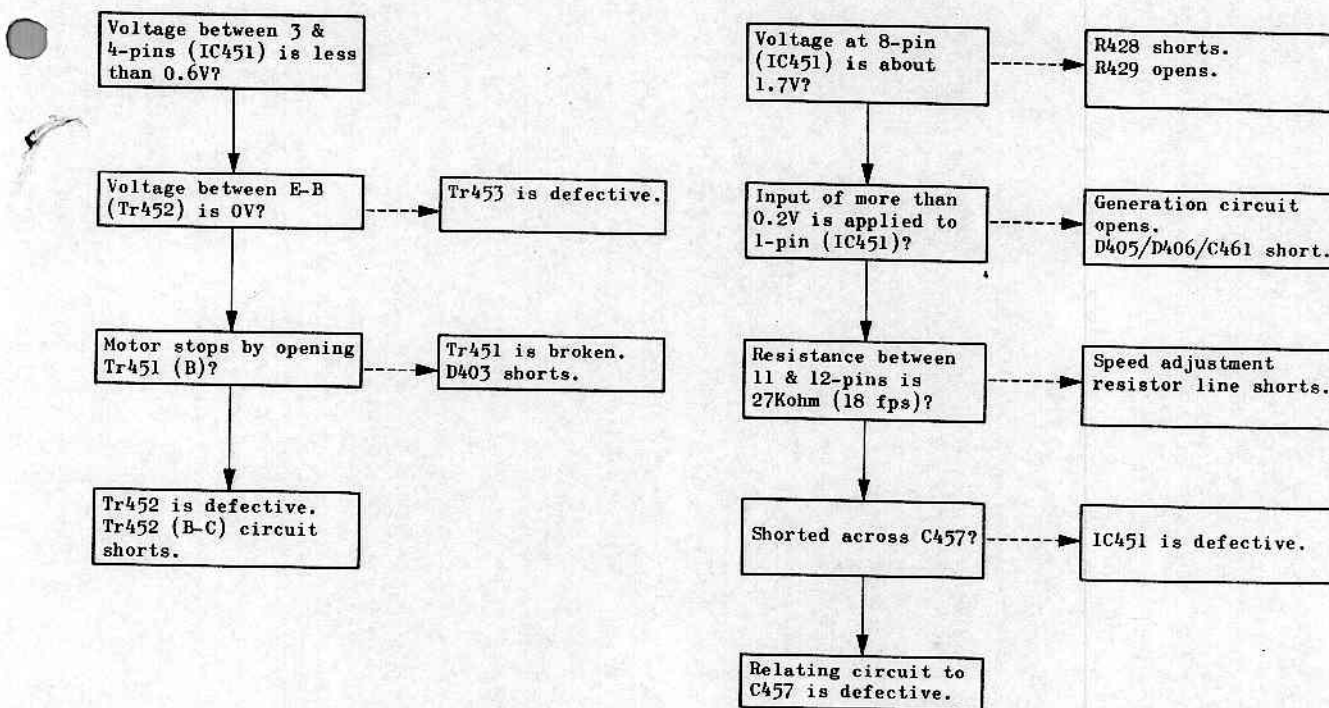 Voltage between 3 &
4-pins (IC451) is less
than 0.6V?
Voltage between E-B
(Tr452) is 0V?
Tr453 is defective.
Motor stops by opening
Tr451 (B)?
Tr451 is broken.
D403 shorts.
Tr452 is defective.
Tr452 (B-C) circuit
shorts.
Voltage at 8-pin
(IC451) is about
1.7V?
R428 shorts.
R429 opens.
Input of more than
0.2V is applied to
1-pin (IC451)?
Generation circuit
opens.
D405/D406/C461 short.
Resistance between
11 & 12-pins is
27Kohm (18 fps)?
Speed adjustment
resistor line shorts.
Shorted across C457?
IC451 is defective.
Relating circuit to
C457 is defective.